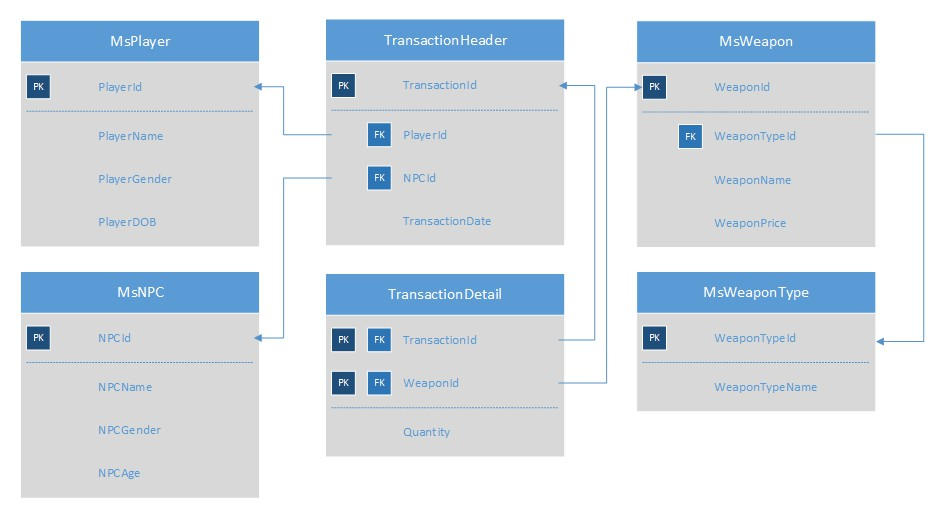 MsPlayer
PK PlayerId
PlayerName
PlayerGender
PlayerDOB
TransactionHeader
PK TransactionId
FK PlayerId
FK NPCId
TransactionDate
MsWeapon
PK WeaponId
FK WeaponTypeId
WeaponName
WeaponPrice
MsNPC
PK NPCId
NPCName
NPCGender
NPCAge
TransactionDetail
PK FK TransactionId
PK FK WeaponId
Quantity
MsWeaponType
PK WeaponTypeId
WeaponTypeName